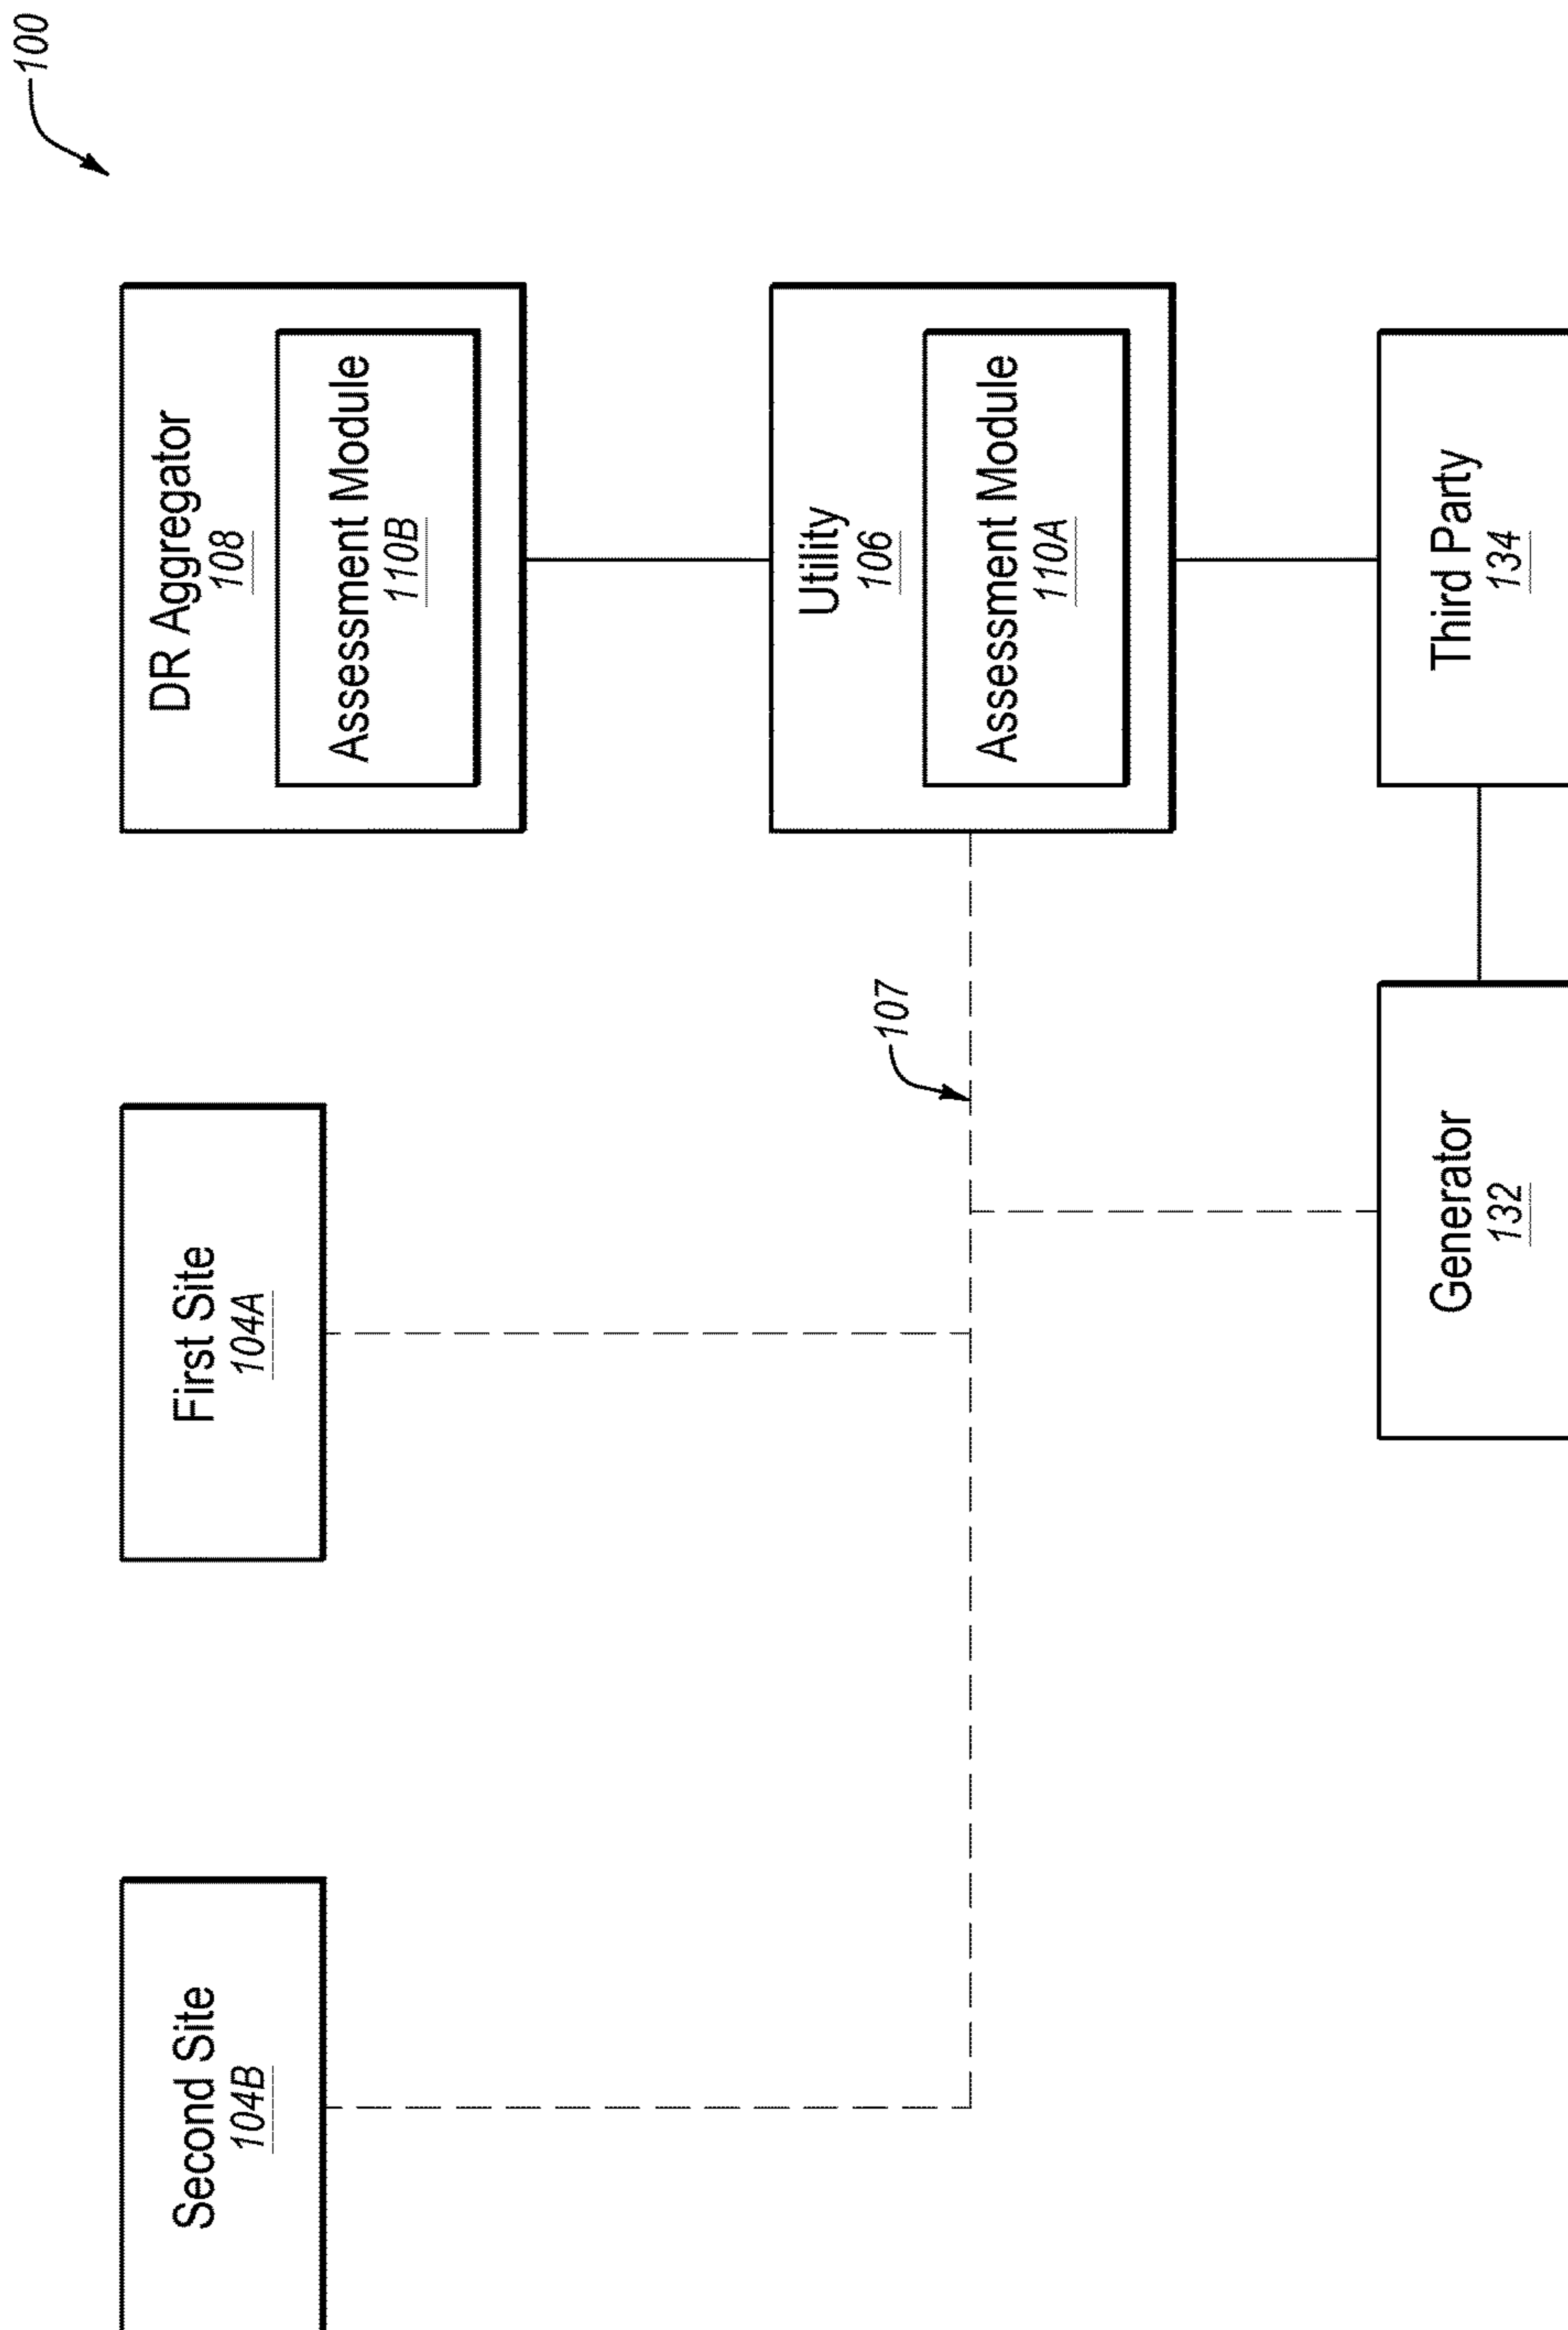 100
Second Site
104B
First Site
104A
DR Aggregator
108
Assessment Module
110B
107
Utility
106
Assessment Module
110A
Generator
132
Third Party
134